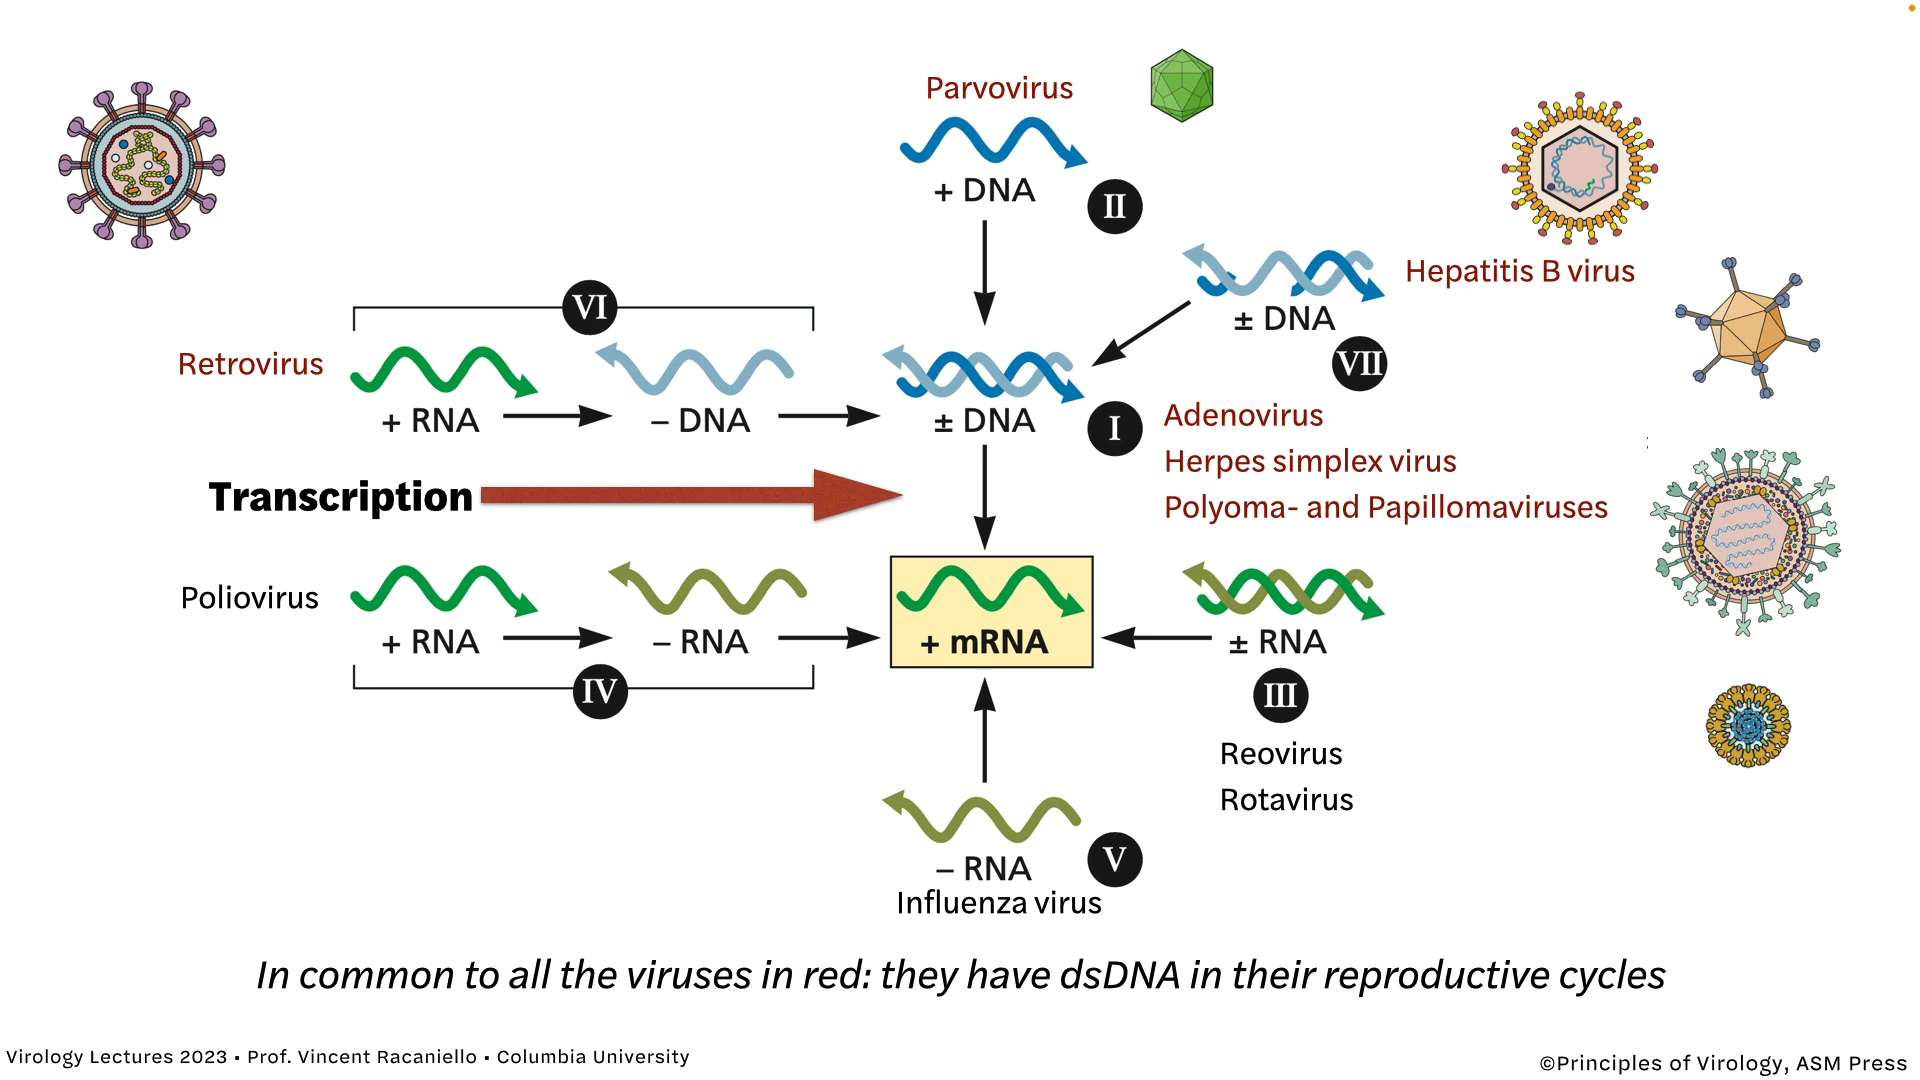 Parvovirus
+ DNA
II
Hepatitis B virus
± DNA
VII
VI
Retrovirus
+ RNA
– DNA
± DNA
I
Adenovirus
Herpes simplex virus
Polyoma- and Papillomaviruses
Transcription
Poliovirus
+ RNA
– RNA
+ mRNA
± RNA
IV
III
Reovirus
Rotavirus
– RNA
V
Influenza virus
In common to all the viruses in red: they have dsDNA in their reproductive cycles
Virology Lectures 2023 • Prof. Vincent Racaniello • Columbia University
©Principles of Virology, ASM Press